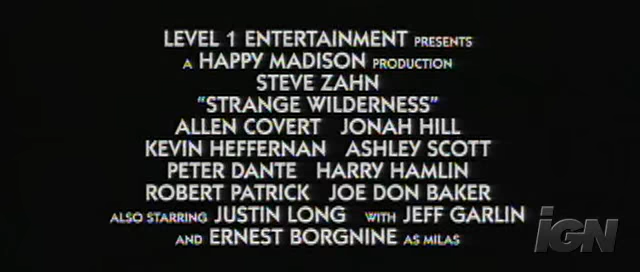 LEVEL 1 ENTERTAINMENT PRESENTS
A HAPPY MADISON PRODUCTION
STEVE ZAHN
"STRANGE WILDERNESS"
ALLEN COVERT JONAH HILL
KEVIN HEFFERNAN ASHLEY SCOTT
PETER DANTE HARRY HAMLIN
ROBERT PATRICK JOE DON BAKER
ALSO STARRING JUSTIN LONG WITH JEFF GARLIN
AND ERNEST BORGNINE AS MILAS
IGN